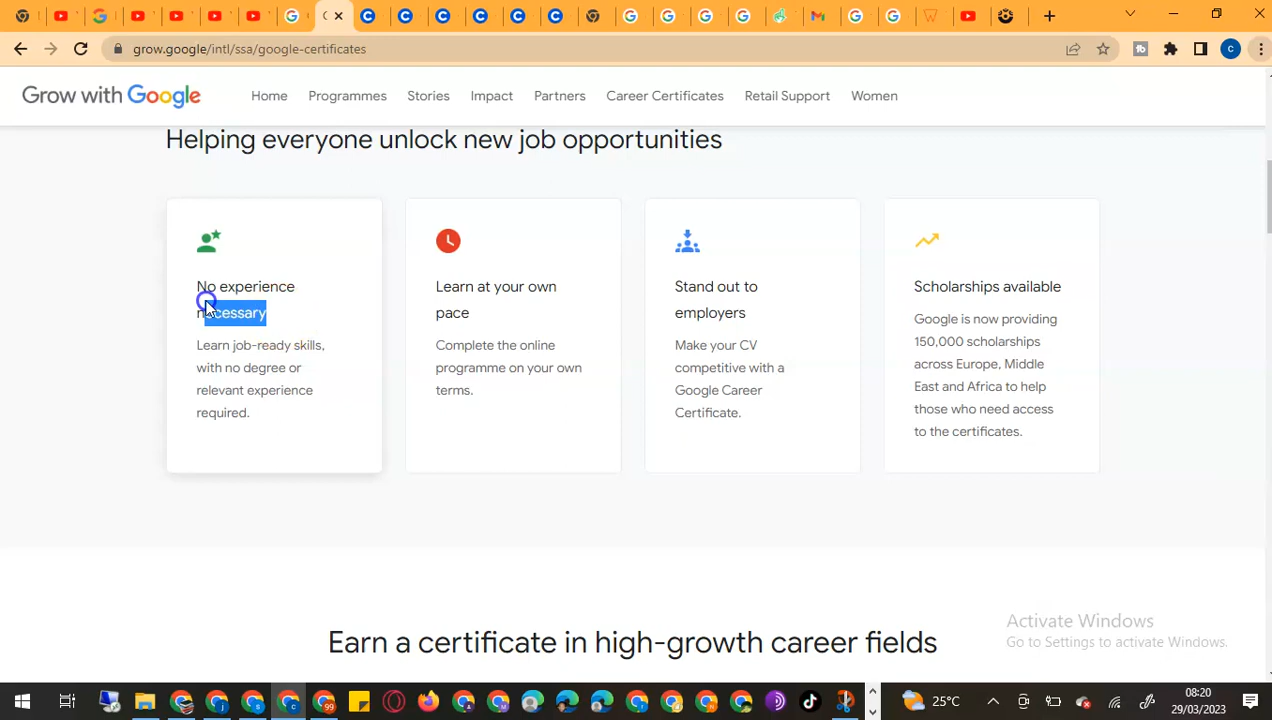 grow.google/intl/ssa/google-certificates
Grow with Google
Home Programmes Stories Impact Partners Career Certificates Retail Support Women
Helping everyone unlock new job opportunities
No experience
necessary
Learn job-ready skills,
with no degree or
relevant experience
required.
Learn at your own
pace
Complete the online
programme on your own
terms.
Stand out to
employers
Make your CV
competitive with a
Google Career
Certificate.
Scholarships available
Google is now providing
150,000 scholarships
across Europe, Middle
East and Africa to help
those who need access
to the certificates.
Earn a certificate in high-growth career fields
Activate Windows
Go to Settings to activate Windows.
25°C
08:20
29/03/2023